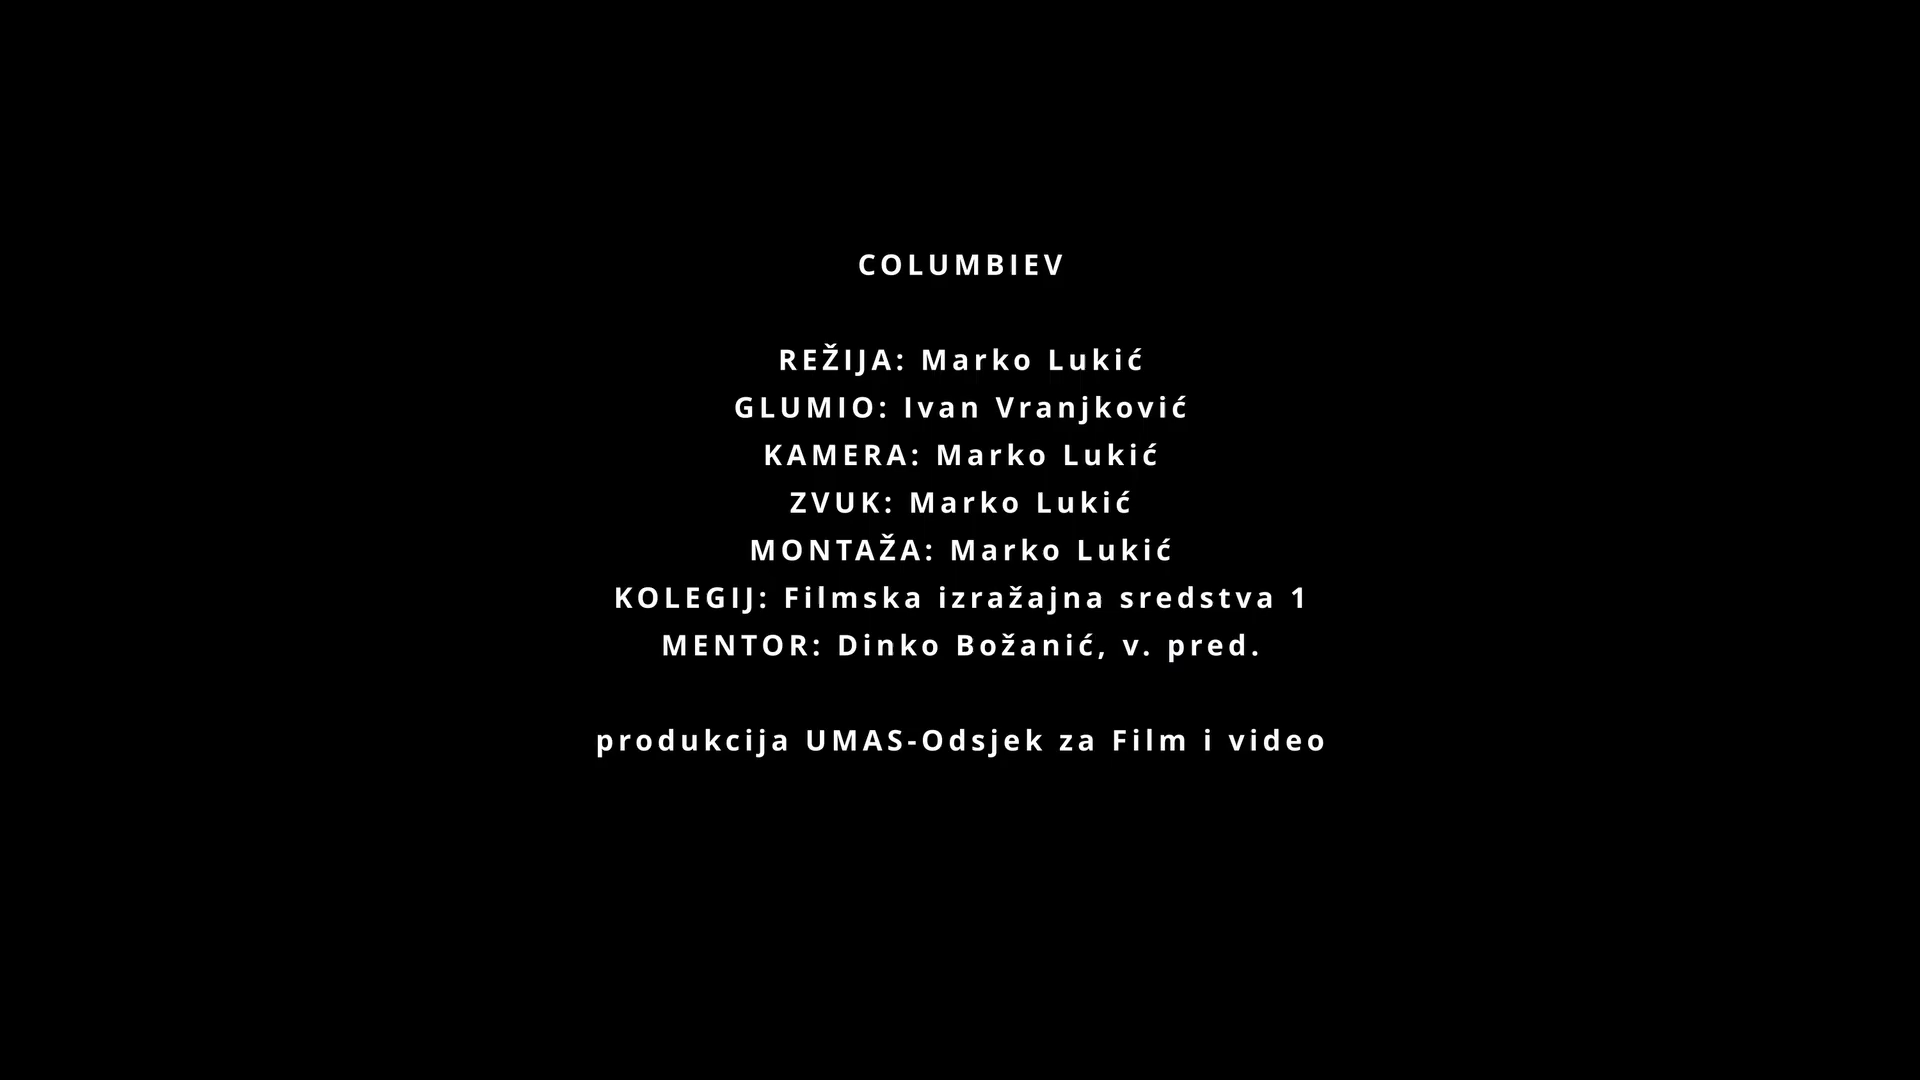 COLUMBIEV
REŽIJA: Marko Lukić
GLUMIO: Ivan Vranjković
KAMERA: Marko Lukić
ZVUK: Marko Lukić
MONTAŽA: Marko Lukić
KOLEGIJ: Filmska izražajna sredstva 1
MENTOR: Dinko Božanić, v. pred.
produkcija UMAS-Odsjek za Film i video